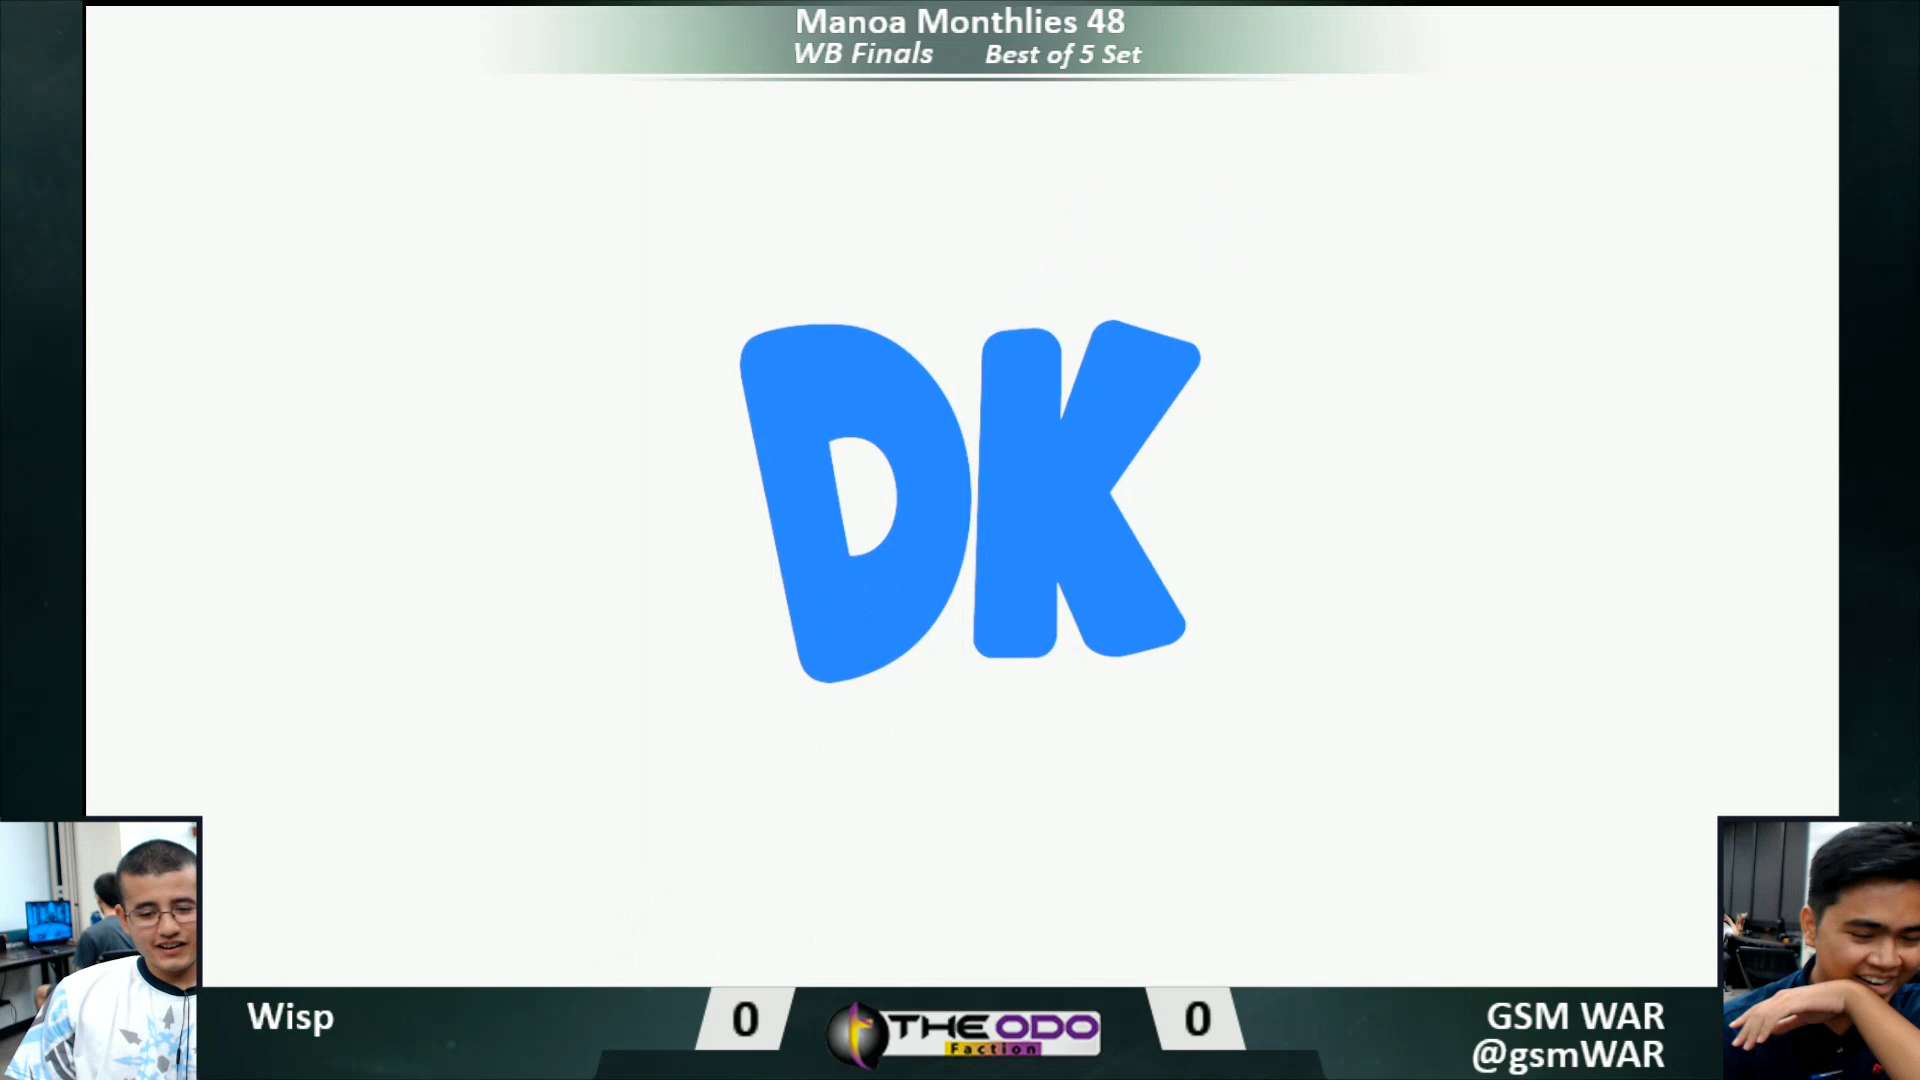 Manoa Monthlies 48
WB Finals Best of 5 Set
DK
Wisp
0
THE ODO
Faction
0
GSM WAR
@gsmWAR